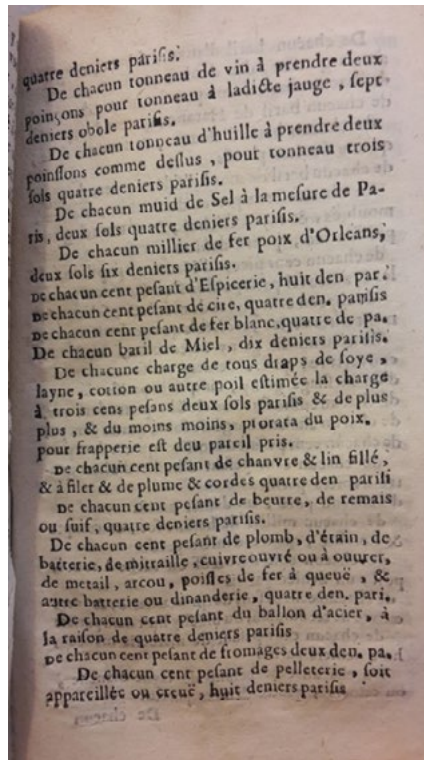 quatre deniers parisis.
De chacun tonneau de vin à prendre deux
poinçons pour tonneau à ladicte jauge, sept
deniers obole parisis.
De chacun tonneau d'huille à prendre deux
poinssons comme dessus, pour tonneau trois
sols quatre deniers parisis.
De chacun muid de Sel à la mesure de Pa-
ris, deux sols quatre deniers parisis.
De chacun millier de fer poix d'Orleans,
deux sols six deniers parisis.
De chacun cent pesant d'Espicerie, huit den par.
De chacun cent pesant de cire, quatre den. parisis
De chacun cent pesant de fer blanc, quatre de pa.
De chacun baril de Miel, dix deniers parisis.
De chacune charge de tous draps de soye,
layne, cotton ou autre poil estimée la charge
à trois cens pesans deux sols parisis & de plus
plus, & du moins moins, prorata du poix.
pour frapperie est deu pareil pris.
De chacun cent pesant de chanvre & lin fillé,
& à filer & de plume & cordes quatre den parisi
De chacun cent pesant de beurre, de remais
ou suif, quatre deniers parisis.
De chacun cent pesant de plomb, d'étain, de
batterie, de mitraille, cuivre ouvré ou à ouvrer,
de metail, arcou, poisles de fer à queuë, &
autre batterie ou dinanderie, quatre den. pari.
De chacun cent pesant du ballon d'acier, à
la raison de quatre deniers parisis
De chacun cent pesant de fromages deux den. pa.
De chacun cent pesant de pelleterie, soit
appareillée ou creuë, huit deniers parisis